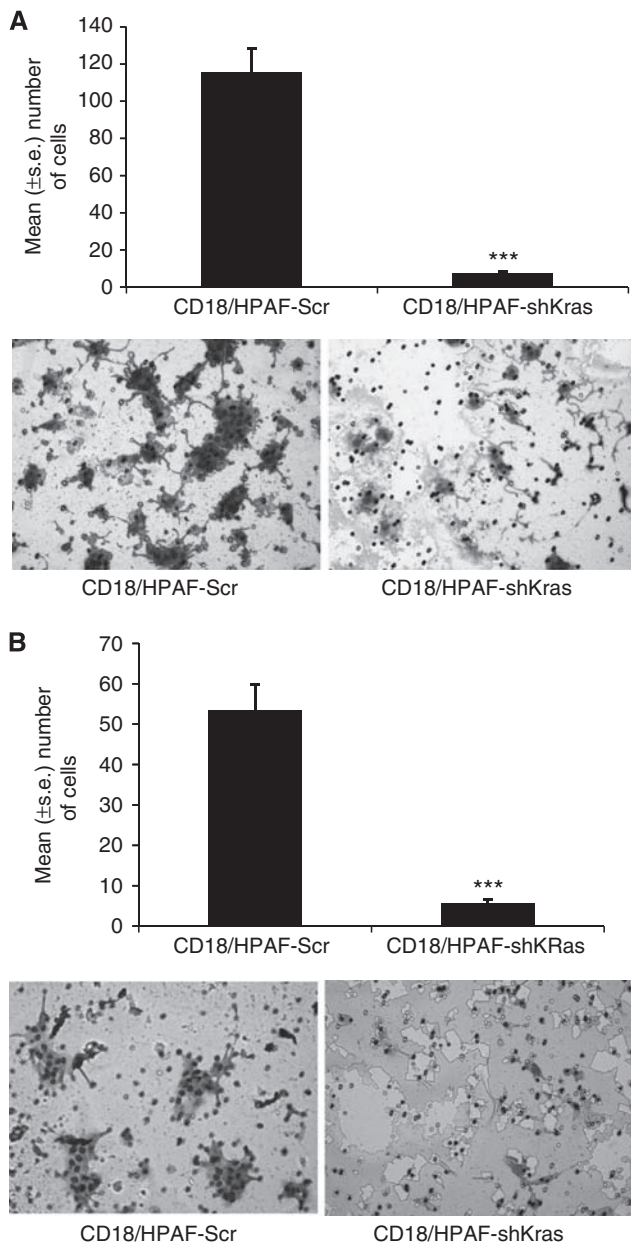 A
140
120
100
80
60
40
20
0
Mean (±s.e.) number
of cells
***
CD18/HPAF-Scr CD18/HPAF-shKras
CD18/HPAF-Scr CD18/HPAF-shKras
B
70
60
50
40
30
20
10
0
Mean (±s.e.) number
of cells
***
CD18/HPAF-Scr CD18/HPAF-shKRas
CD18/HPAF-Scr CD18/HPAF-shKras